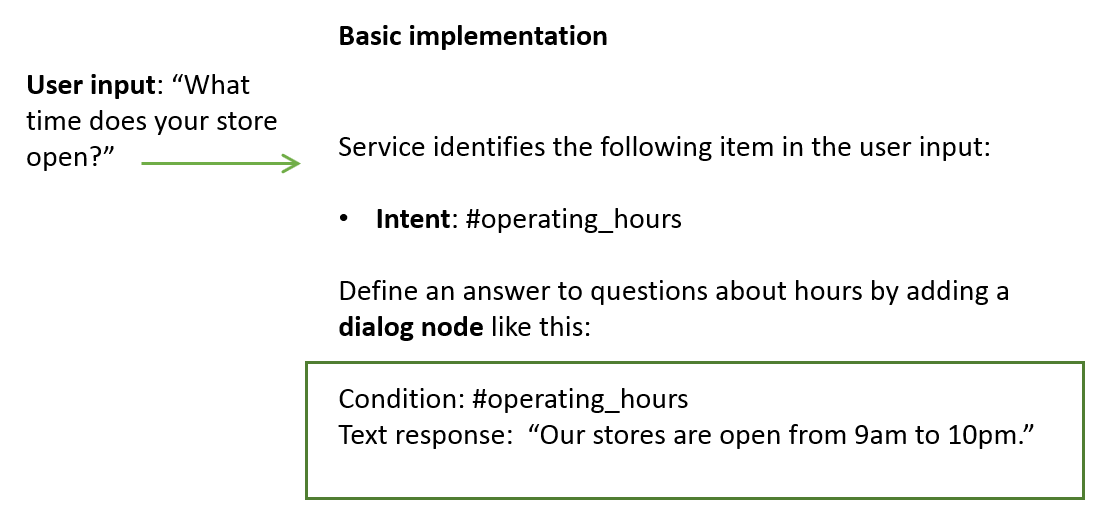 Basic implementation
User input: “What
time does your store
open?”
Service identifies the following item in the user input:
• Intent: #operating_hours
Define an answer to questions about hours by adding a
dialog node like this:
Condition: #operating_hours
Text response:  “Our stores are open from 9am to 10pm.”